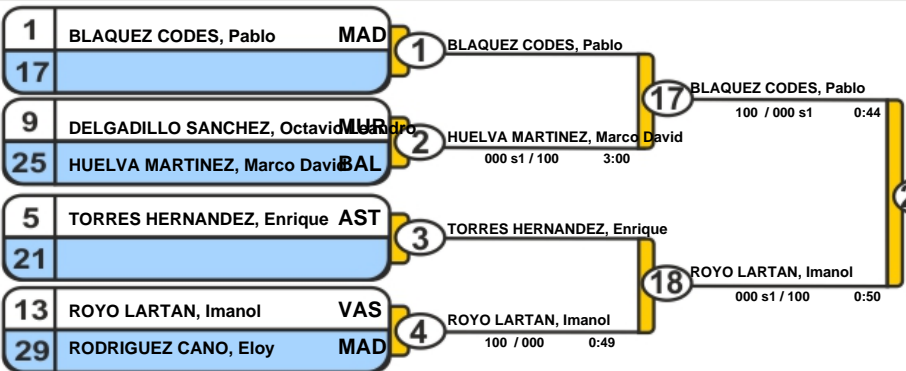 1 BLAQUEZ CODES, Pablo MAD
17
1
BLAQUEZ CODES, Pablo
9 DELGADILLO SANCHEZ, Octavio Leandro MUR
25 HUELVA MARTINEZ, Marco David BAL
2
HUELVA MARTINEZ, Marco David
000 s1 / 100 3:00
17
BLAQUEZ CODES, Pablo
100 / 000 s1 0:44
5 TORRES HERNANDEZ, Enrique AST
21
3
TORRES HERNANDEZ, Enrique
13 ROYO LARTAN, Imanol VAS
29 RODRIGUEZ CANO, Eloy MAD
4
ROYO LARTAN, Imanol
100 / 000 0:49
18
ROYO LARTAN, Imanol
000 s1 / 100 0:50